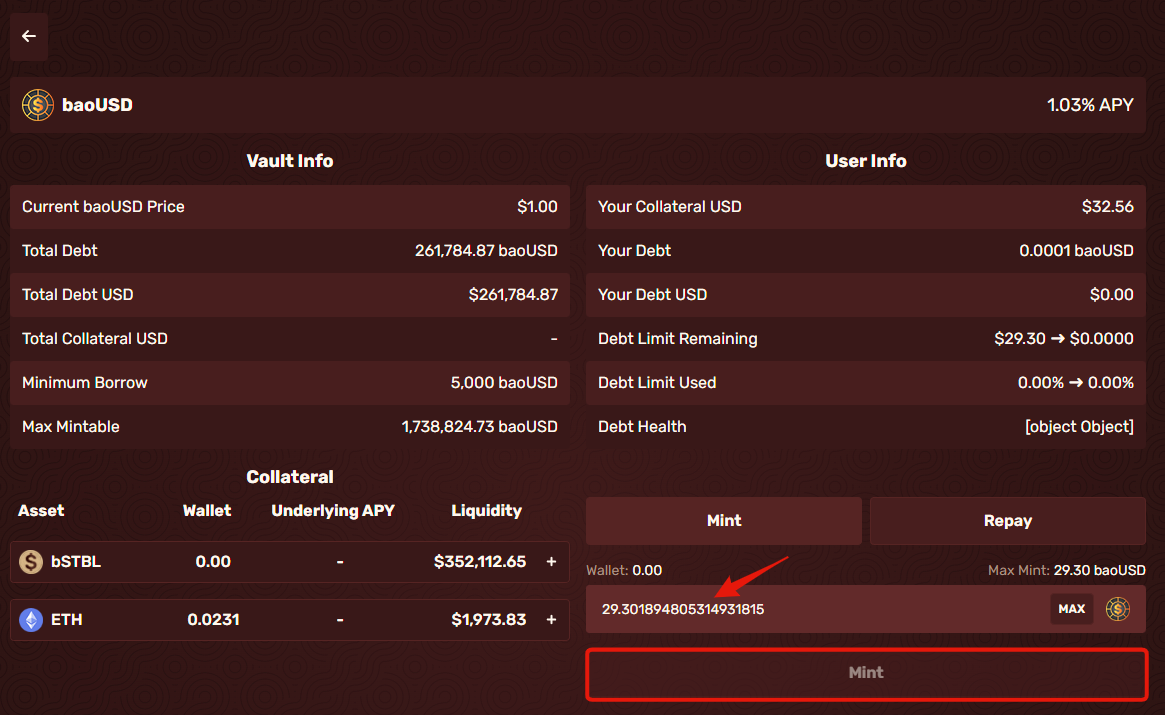 baoUSD 1.03% APY
Vault Info
Current baoUSD Price $1.00
Total Debt 261,784.87 baoUSD
Total Debt USD $261,784.87
Total Collateral USD -
Minimum Borrow 5,000 baoUSD
Max Mintable 1,738,824.73 baoUSD
User Info
Your Collateral USD $32.56
Your Debt 0.0001 baoUSD
Your Debt USD $0.00
Debt Limit Remaining $29.30 ➜ $0.0000
Debt Limit Used 0.00% ➜ 0.00%
Debt Health [object Object]
Collateral
Asset Wallet Underlying APY Liquidity
bSTBL 0.00 - $352,112.65 +
ETH 0.0231 - $1,973.83 +
Mint Repay
Wallet: 0.00 Max Mint: 29.30 baoUSD
29.301894805314931815 MAX
Mint